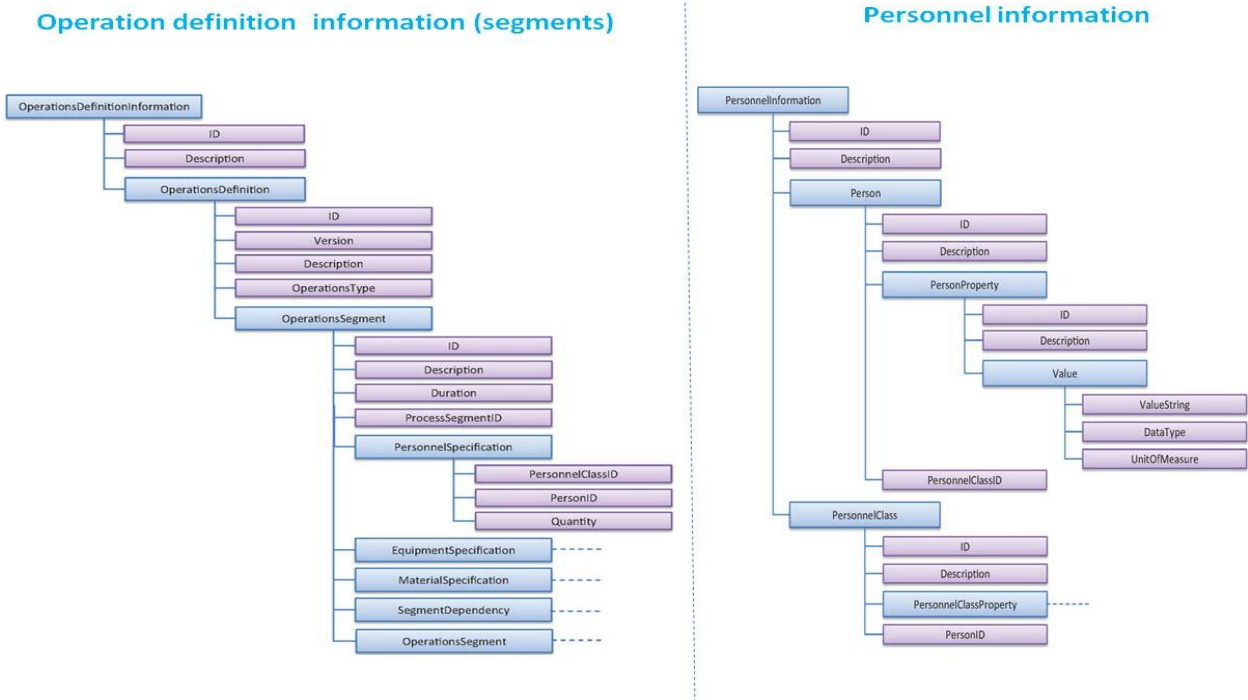 Operation definition information (segments)
OperationsDefinitionInformation
ID
Description
OperationsDefinition
ID
Version
Description
OperationsType
OperationsSegment
ID
Description
Duration
ProcessSegmentID
PersonnelSpecification
PersonnelClassID
PersonID
Quantity
EquipmentSpecification
MaterialSpecification
SegmentDependency
OperationsSegment
Personnel information
PersonnelInformation
ID
Description
Person
ID
Description
PersonProperty
ID
Description
Value
ValueString
DataType
UnitOfMeasure
PersonnelClassID
PersonnelClass
ID
Description
PersonnelClassProperty
PersonID